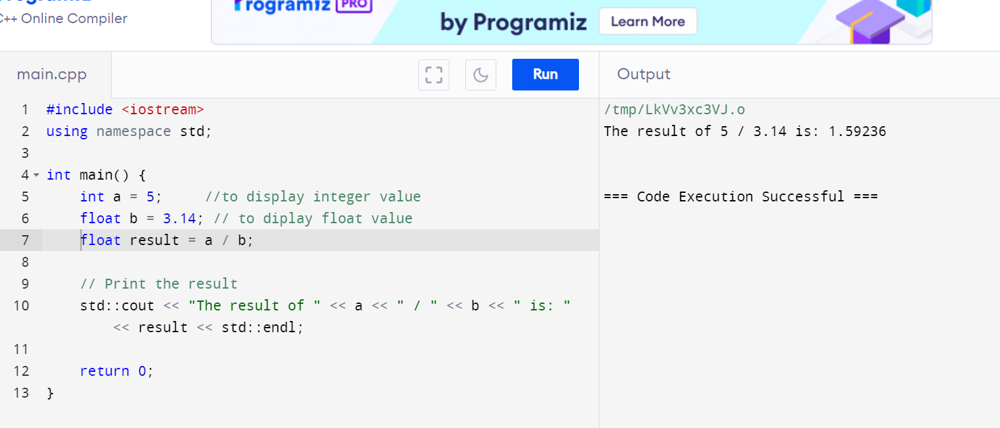 Programiz
C++ Online Compiler
Programiz PRO
by Programiz
Learn More
main.cpp
Run
Output
1 #include <iostream>
2 using namespace std;
3
4 int main() {
5 int a = 5; //to display integer value
6 float b = 3.14; // to diplay float value
7 float result = a / b;
8
9 // Print the result
10 std::cout << "The result of " << a << " / " << b << " is: "
<< result << std::endl;
11
12 return 0;
13 }
/tmp/LkVv3xc3VJ.o
The result of 5 / 3.14 is: 1.59236
=== Code Execution Successful ===